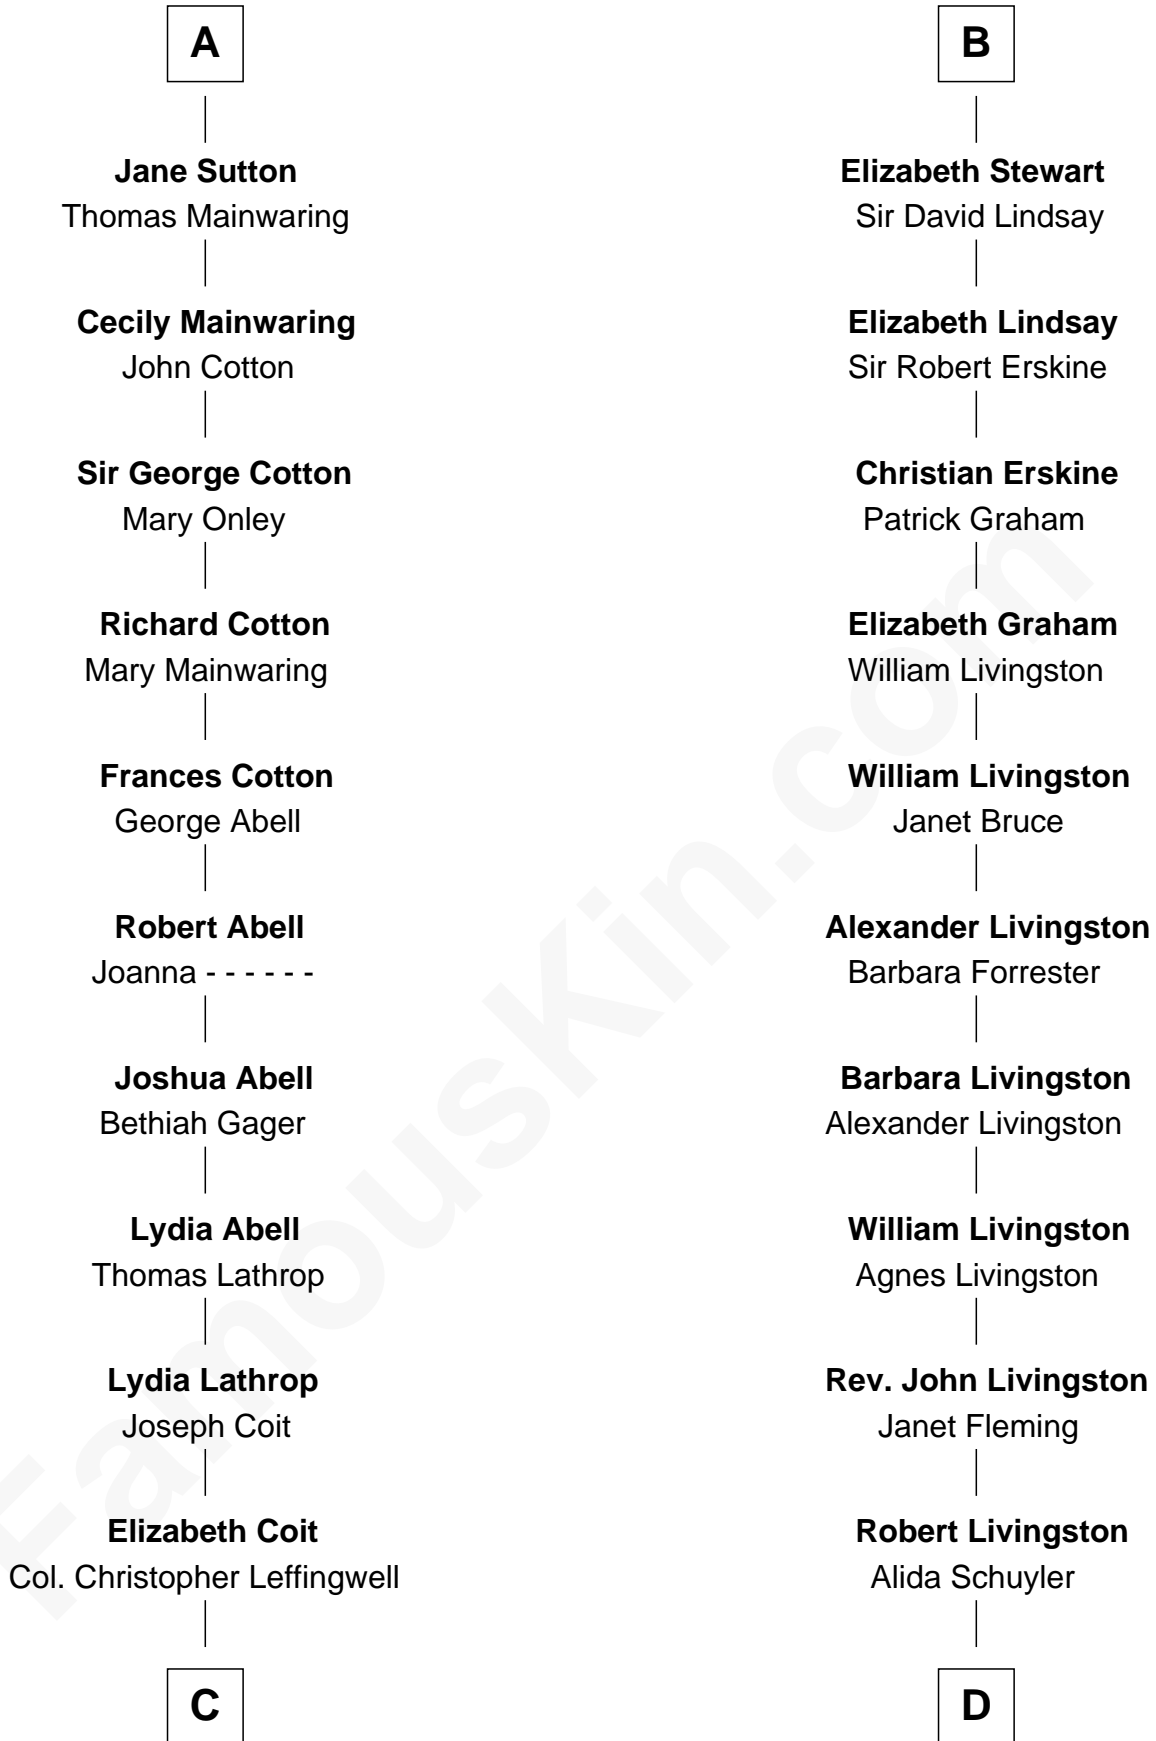 A
Jane Sutton
Thomas Mainwaring
Cecily Mainwaring
John Cotton
Sir George Cotton
Mary Onley
Richard Cotton
Mary Mainwaring
Frances Cotton
George Abell
Robert Abell
Joanna - - - - - -
Joshua Abell
Bethiah Gager
Lydia Abell
Thomas Lathrop
Lydia Lathrop
Joseph Coit
Elizabeth Coit
Col. Christopher Leffingwell
C
B
Elizabeth Stewart
Sir David Lindsay
Elizabeth Lindsay
Sir Robert Erskine
Christian Erskine
Patrick Graham
Elizabeth Graham
William Livingston
William Livingston
Janet Bruce
Alexander Livingston
Barbara Forrester
Barbara Livingston
Alexander Livingston
William Livingston
Agnes Livingston
Rev. John Livingston
Janet Fleming
Robert Livingston
Alida Schuyler
D
FamousKin.com